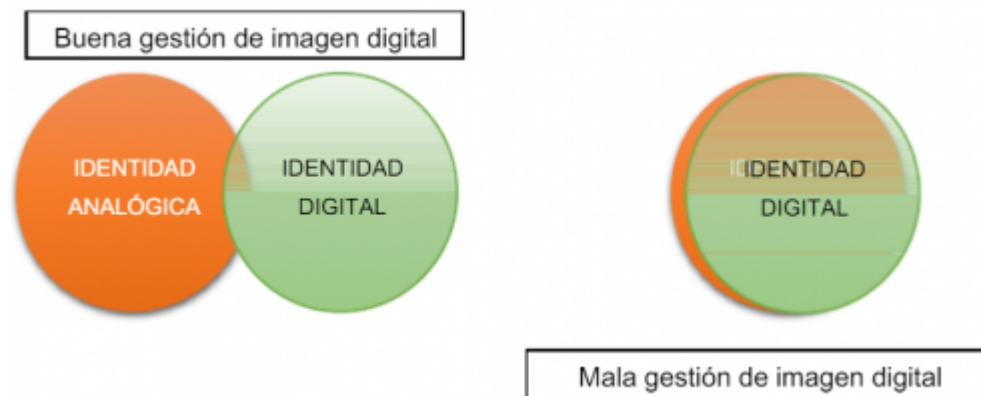 Buena gestión de imagen digital
IDENTIDAD
ANALÓGICA
IDENTIDAD
DIGITAL
IDENTIDAD
DIGITAL
Mala gestión de imagen digital